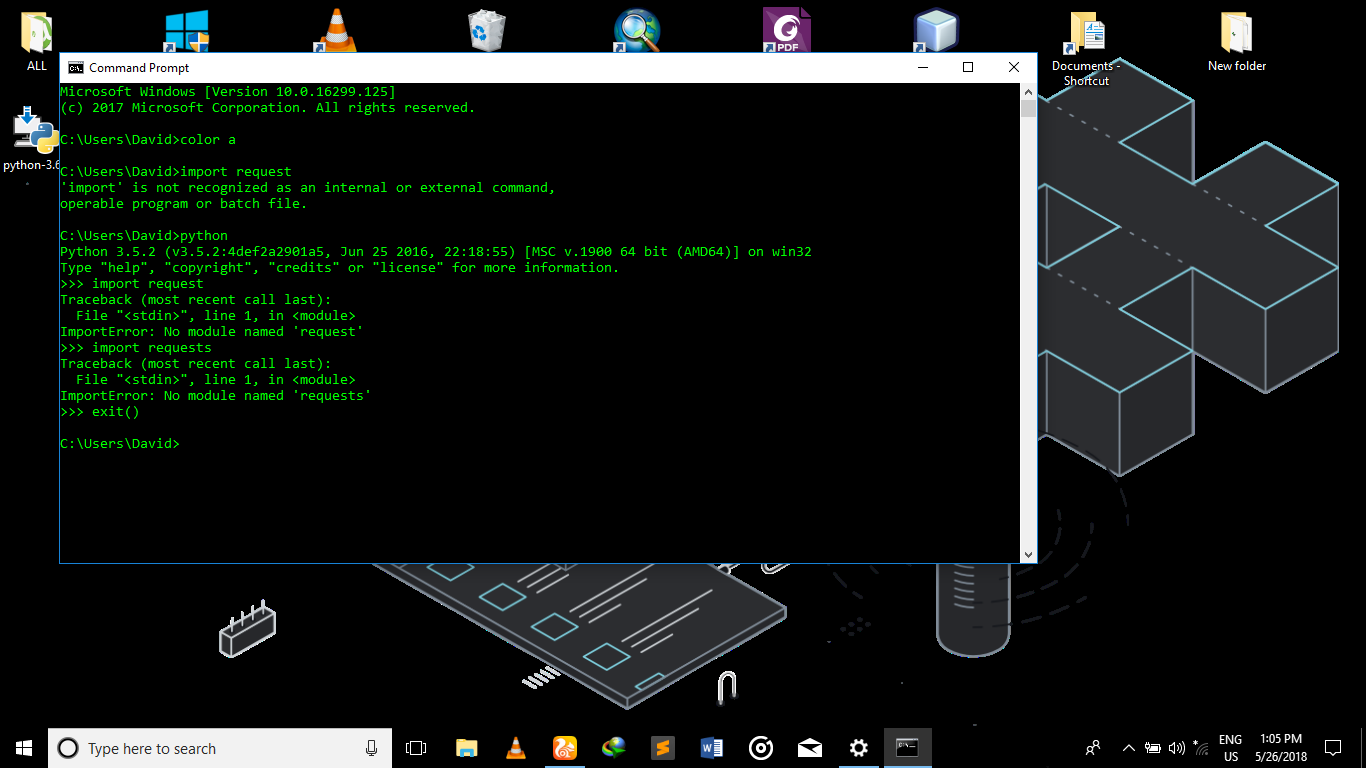 ALL
PDF
Documents -
Shortcut
New folder
python-3.6
Command Prompt
Microsoft Windows [Version 10.0.16299.125]
(c) 2017 Microsoft Corporation. All rights reserved.
C:\Users\David>color a
C:\Users\David>import request
'import' is not recognized as an internal or external command,
operable program or batch file.
C:\Users\David>python
Python 3.5.2 (v3.5.2:4def2a2901a5, Jun 25 2016, 22:18:55) [MSC v.1900 64 bit (AMD64)] on win32
Type "help", "copyright", "credits" or "license" for more information.
>>> import request
Traceback (most recent call last):
  File "<stdin>", line 1, in <module>
ImportError: No module named 'request'
>>> import requests
Traceback (most recent call last):
  File "<stdin>", line 1, in <module>
ImportError: No module named 'requests'
>>> exit()
C:\Users\David>
Type here to search
ENG
US
1:05 PM
5/26/2018